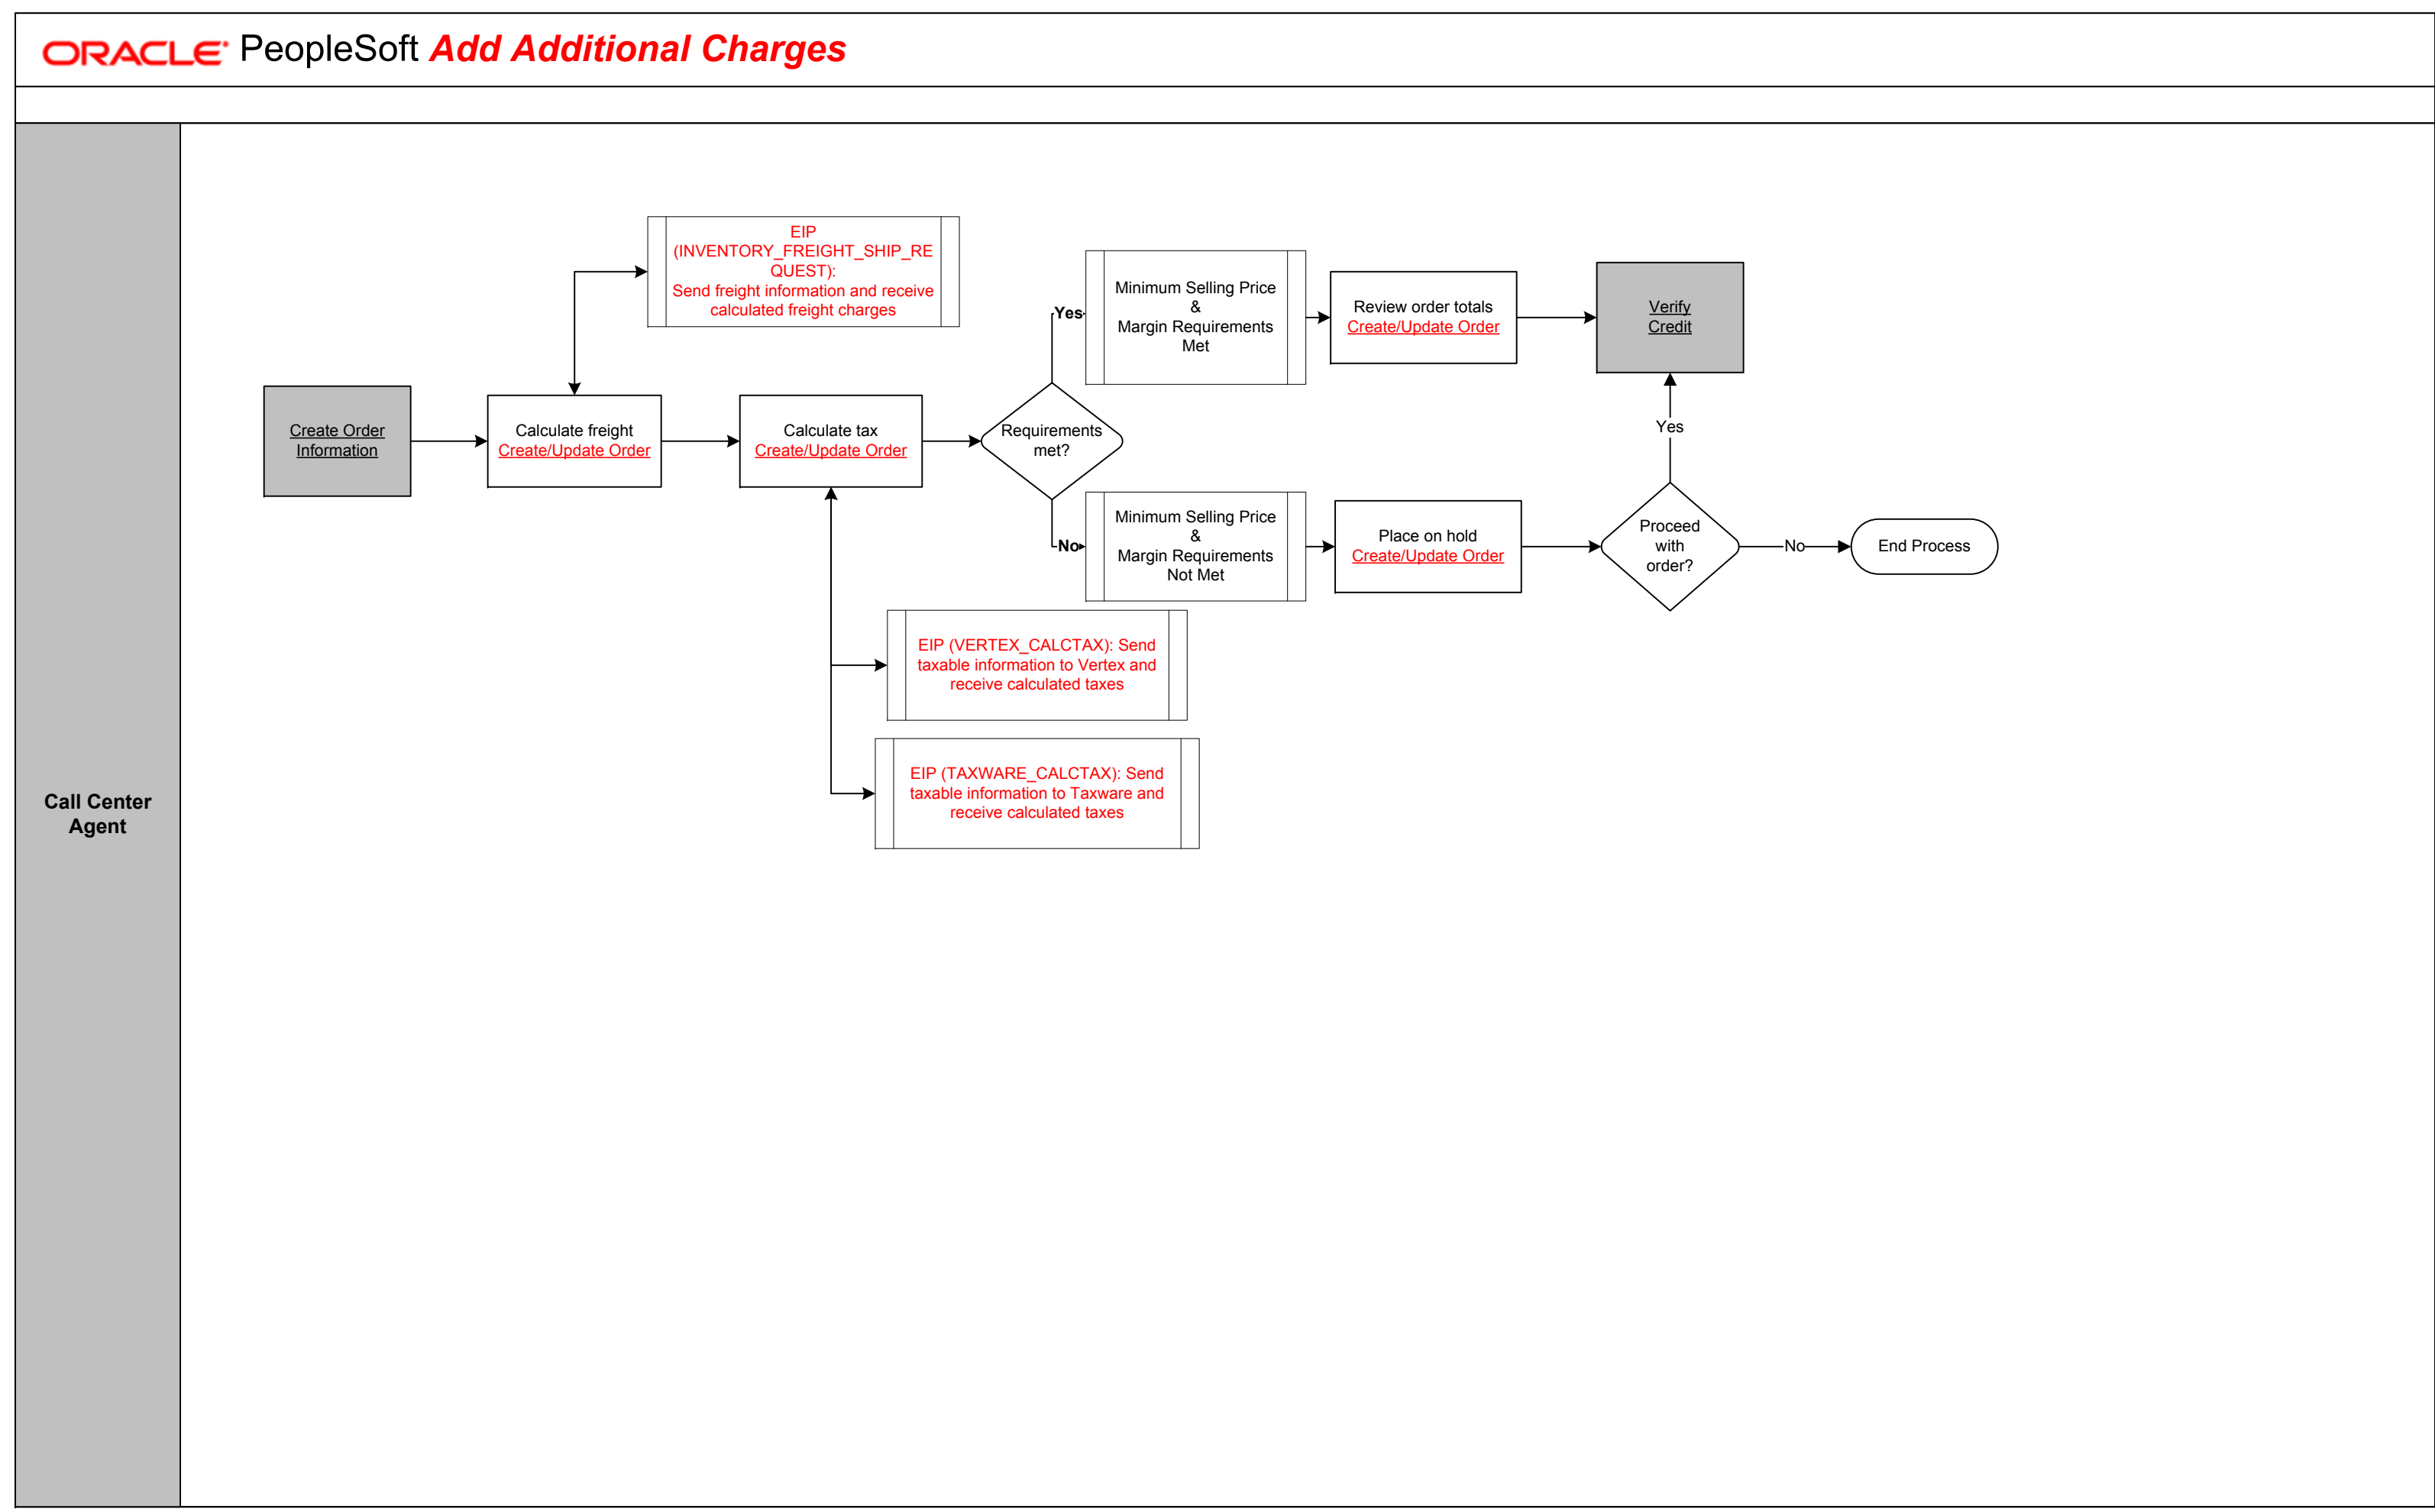 ORACLE PeopleSoft Add Additional Charges
Call Center
Agent
EIP
(INVENTORY_FREIGHT_SHIP_RE
QUEST):
Send freight information and receive
calculated freight charges
Create Order
Information
Calculate freight
Create/Update Order
Calculate tax
Create/Update Order
Requirements
met?
Yes
Minimum Selling Price
&
Margin Requirements
Met
Review order totals
Create/Update Order
Verify
Credit
Yes
No
Minimum Selling Price
&
Margin Requirements
Not Met
Place on hold
Create/Update Order
Proceed
with
order?
No
End Process
EIP (VERTEX_CALCTAX): Send
taxable information to Vertex and
receive calculated taxes
EIP (TAXWARE_CALCTAX): Send
taxable information to Taxware and
receive calculated taxes